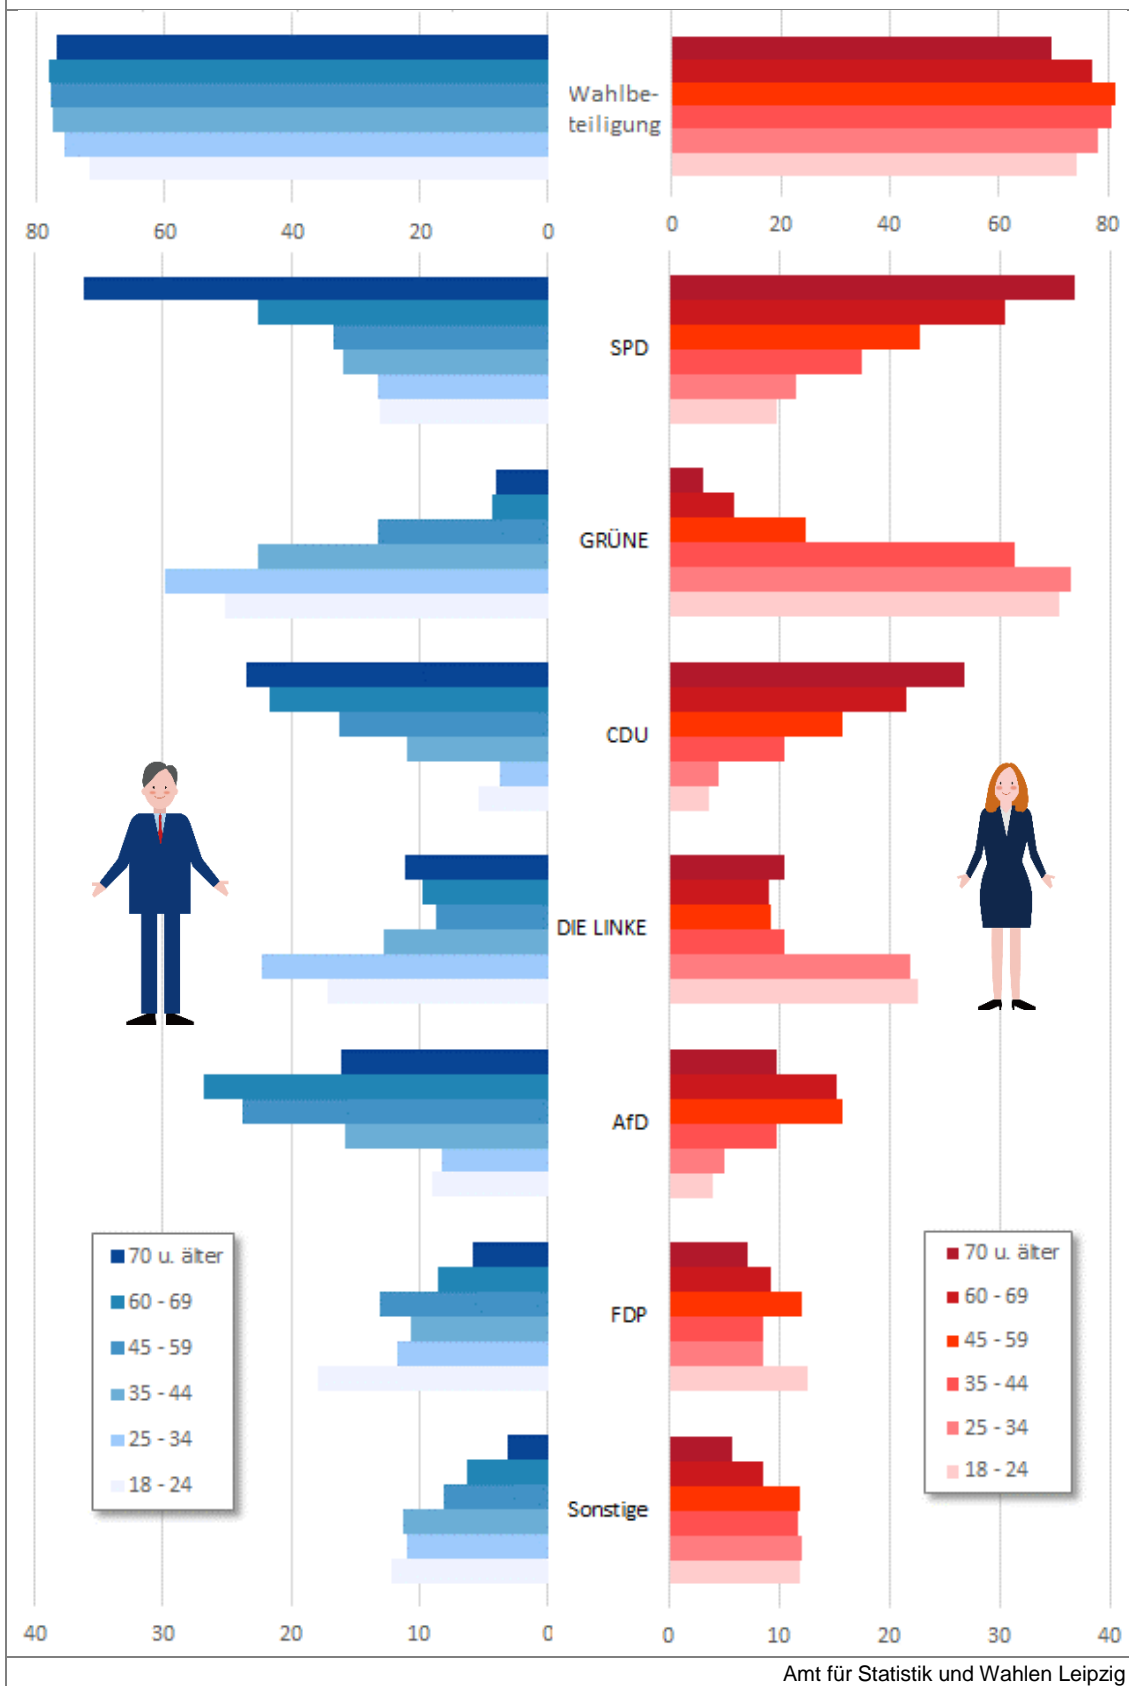 Wahlbe-
teiligung
80 60 40 20 0
0 20 40 60 80
SPD
GRÜNE
CDU
DIE LINKE
AfD
FDP
Sonstige
70 u. älter
60 - 69
45 - 59
35 - 44
25 - 34
18 - 24
70 u. älter
60 - 69
45 - 59
35 - 44
25 - 34
18 - 24
40 30 20 10 0
0 10 20 30 40
Amt für Statistik und Wahlen Leipzig